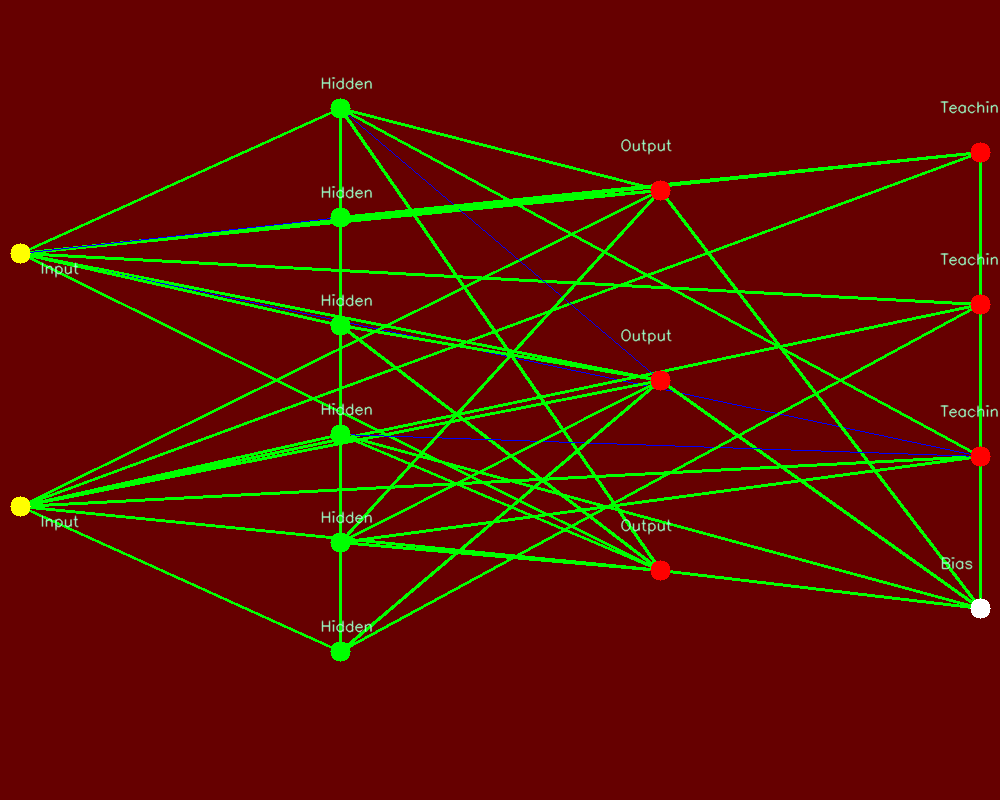 Hidden
Teachin
Output
Hidden
Teachin
Input
Hidden
Output
Hidden
Teachin
Input
Hidden
Output
Bias
Hidden